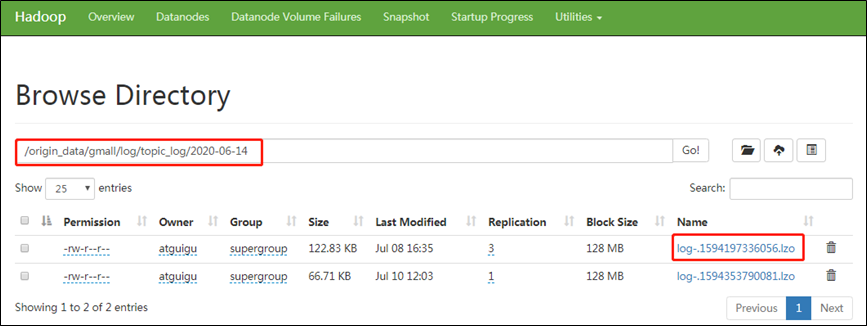 Hadoop Overview Datanodes Datanode Volume Failures Snapshot Startup Progress Utilities
Browse Directory
/origin_data/gmall/log/topic_log/2020-06-14 Go!
Show 25 entries Search:
Permission Owner Group Size Last Modified Replication Block Size Name
-rw-r--r-- atguigu supergroup 122.83 KB Jul 08 16:35 3 128 MB log-.1594197336056.lzo
-rw-r--r-- atguigu supergroup 66.71 KB Jul 10 12:03 1 128 MB log-.1594353790081.lzo
Showing 1 to 2 of 2 entries Previous 1 Next